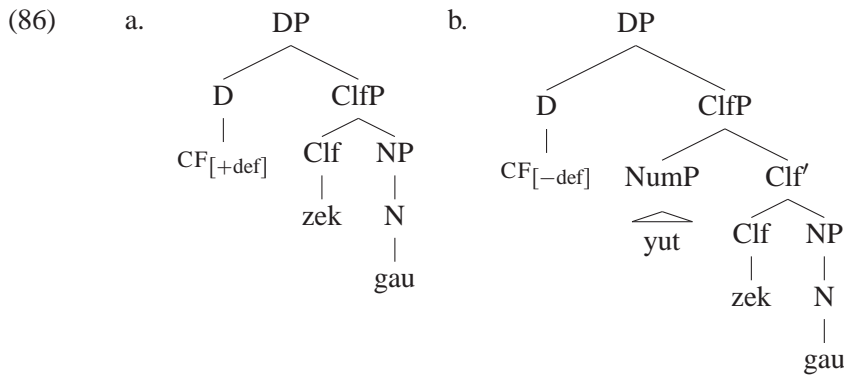 (86) a. DP b. DP
D ClfP D ClfP
CF[+def] Clf NP CF[−def] NumP Clf′
zek N yut Clf NP
gau zek N
gau